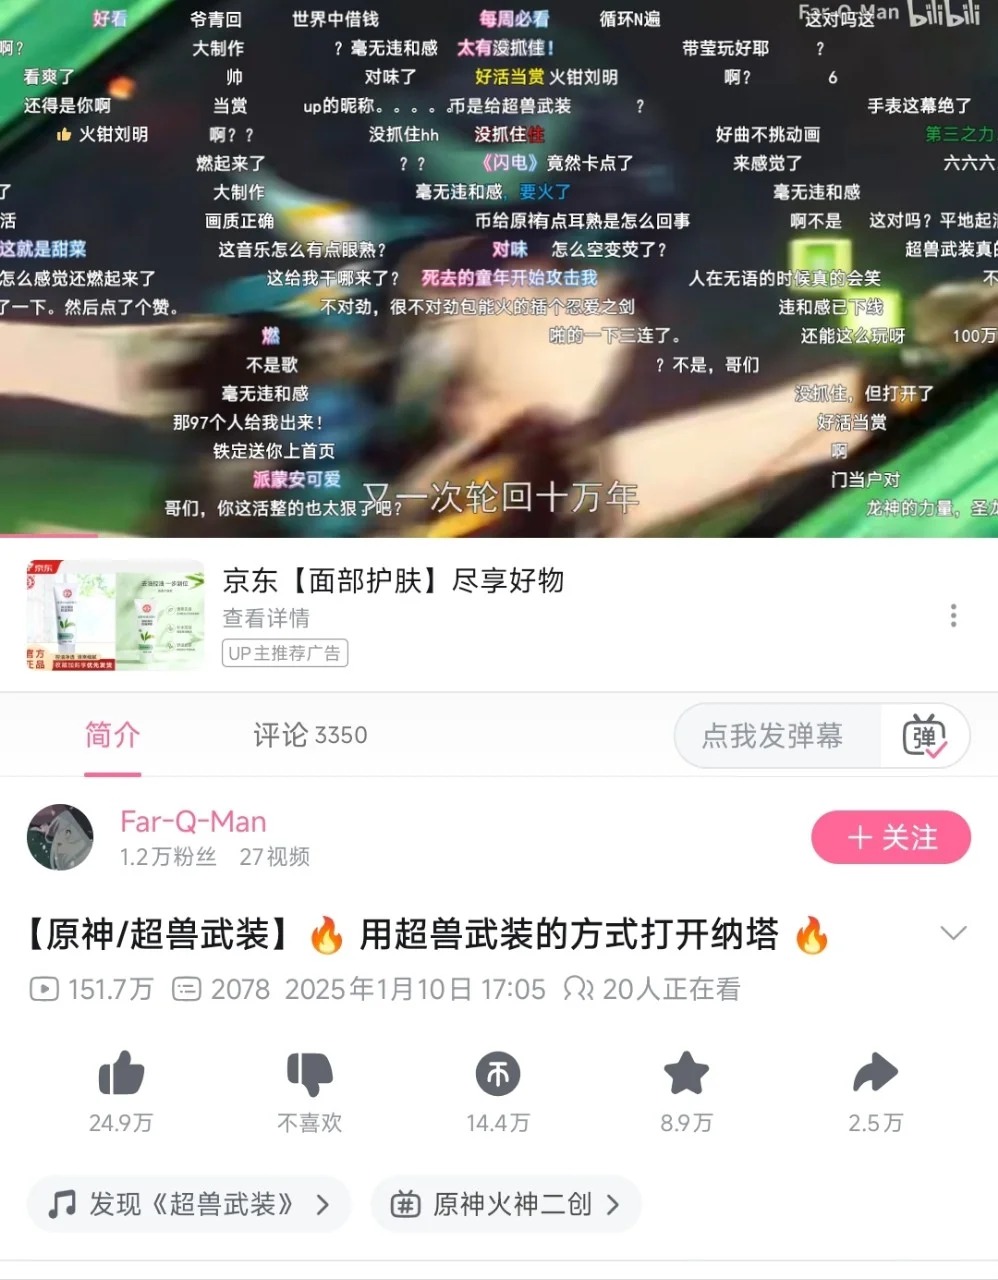 好看 爷青回 世界中借钱 每周必看 循环N遍 Far-Q-Man bilibili 这对吗这
啊？ 大制作 ？毫无违和感 太有没抓住！ 带莹玩好耶 ？
看爽了 帅 对味了 好活当赏 火钳刘明 啊？ 6
还得是你啊 当赏 up的昵称。。。。币是给超兽武装 ？ 手表这幕绝了
火钳刘明 啊？？ 没抓住hh 没抓住 好曲不挑动画 第三之力
燃起来了 ？？ 《闪电》竟然卡点了 来感觉了 六六六
了 大制作 毫无违和感，要火了 毫无违和感
活 画质正确 币给原神有点耳熟是怎么回事 啊不是 这对吗？平地起
这就是甜菜 这音乐怎么有点眼熟？ 对味 怎么空变荧了？ 超兽武装真的
怎么感觉还燃起来了 这给我干哪来了？ 死去的童年开始攻击我 人在无语的时候真的会笑 不
了一下。然后点了个赞。 不对劲，很不对劲包能火的插个忍爱之剑 违和感已下线
燃 啪的一下三连了。 还能这么玩呀 100万
不是歌 ？不是，哥们
毫无违和感 没抓住，但打开了
那97个人给我出来！ 好活当赏
铁定送你上首页 啊
派蒙安可爱 门当户对
哥们，你这活整的也太狠了吧？ 龙神的力量，圣龙
又一次轮回十万年
京东
官方正品
京东【面部护肤】尽享好物
查看详情
UP主推荐广告
简介 评论 3350 点我发弹幕 弹
Far-Q-Man
1.2万粉丝 27视频
＋ 关注
【原神/超兽武装】🔥 用超兽武装的方式打开纳塔 🔥
151.7万 2078 2025年1月10日 17:05 20人正在看
24.9万 不喜欢 14.4万 8.9万 2.5万
发现《超兽武装》 原神火神二创